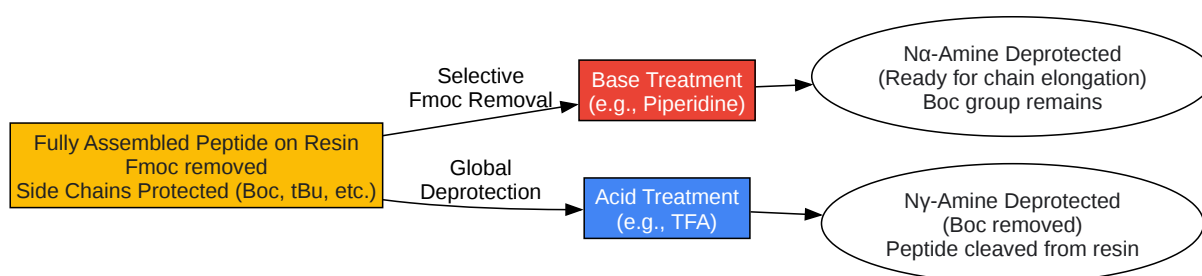 Fully Assembled Peptide on Resin
Fmoc removed
Side Chains Protected (Boc, tBu, etc.)
Selective
Fmoc Removal
Base Treatment
(e.g., Piperidine)
Nα-Amine Deprotected
(Ready for chain elongation)
Boc group remains
Global
Deprotection
Acid Treatment
(e.g., TFA)
Nγ-Amine Deprotected
(Boc removed)
Peptide cleaved from resin